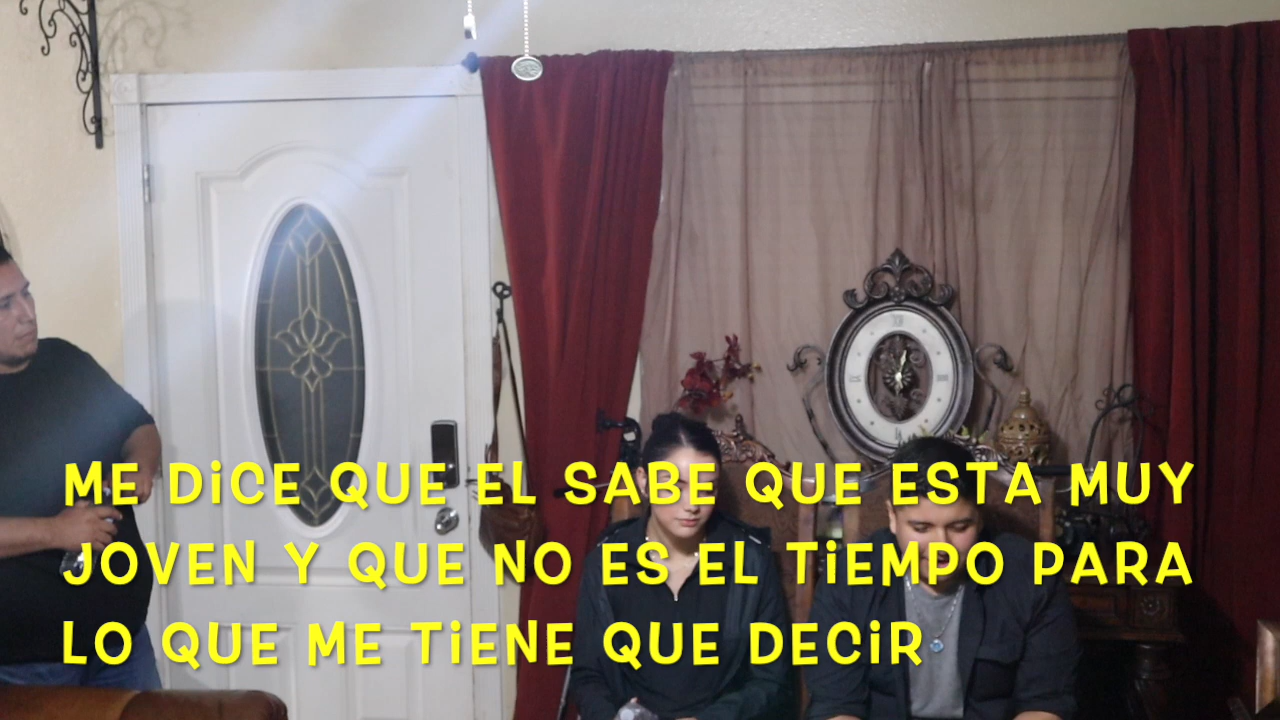 ME DiCE QUE EL SABE QUE ESTA MUY
JOVEN Y QUE NO ES EL TiEMPO PARA
LO QUE ME TiENE QUE DECiR